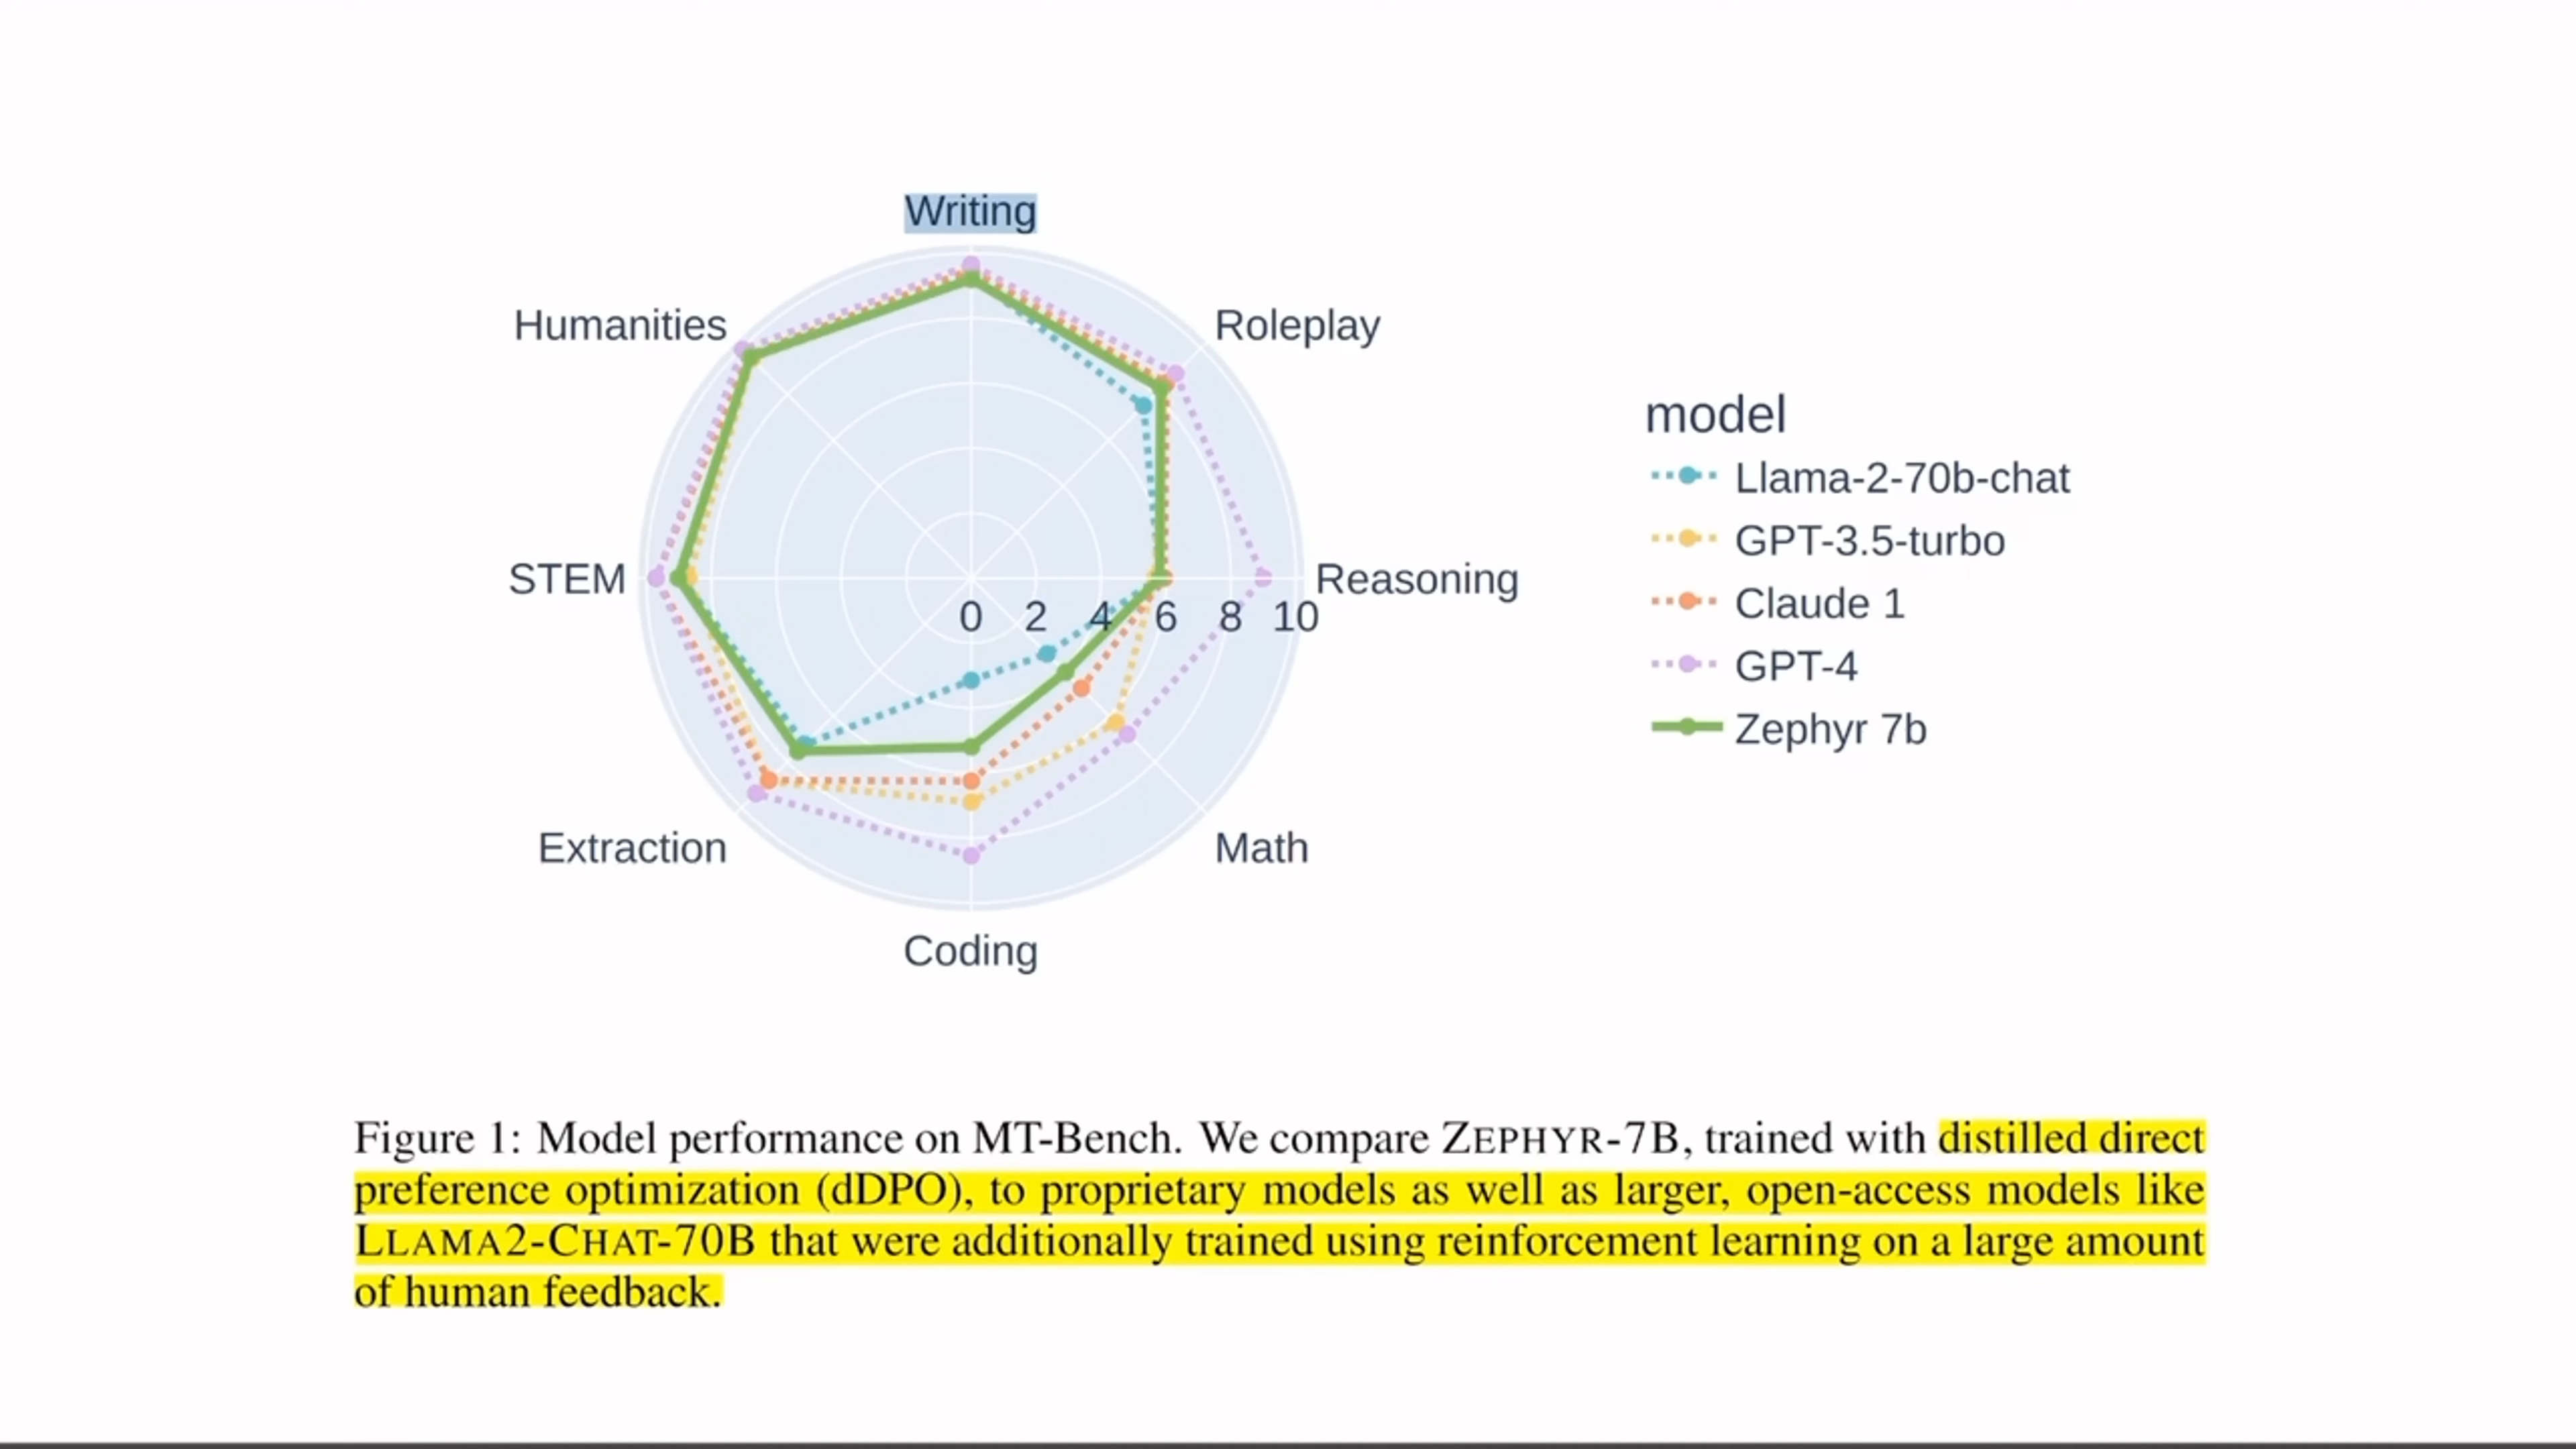 Writing
Humanities
Roleplay
model
Llama-2-70b-chat
GPT-3.5-turbo
STEM
Reasoning
Claude 1
0 2 4 6 8 10
GPT-4
Zephyr 7b
Extraction
Math
Coding
Figure 1: Model performance on MT-Bench. We compare ZEPHYR-7B, trained with distilled direct
preference optimization (dDPO), to proprietary models as well as larger, open-access models like
LLAMA2-CHAT-70B that were additionally trained using reinforcement learning on a large amount
of human feedback.